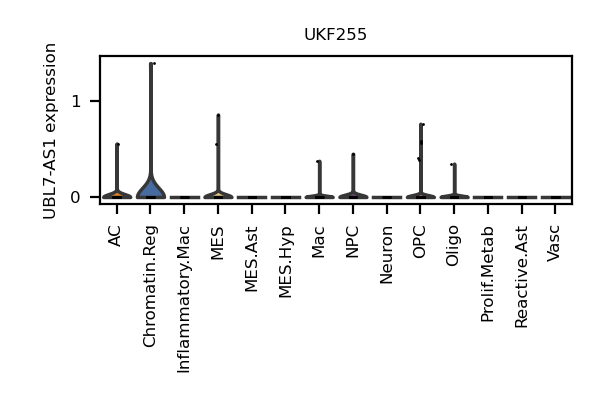 UKF255
UBL7-AS1 expression
1
0
AC
Chromatin.Reg
Inflammatory.Mac
MES
MES.Ast
MES.Hyp
Mac
NPC
Neuron
OPC
Oligo
Prolif.Metab
Reactive.Ast
Vasc